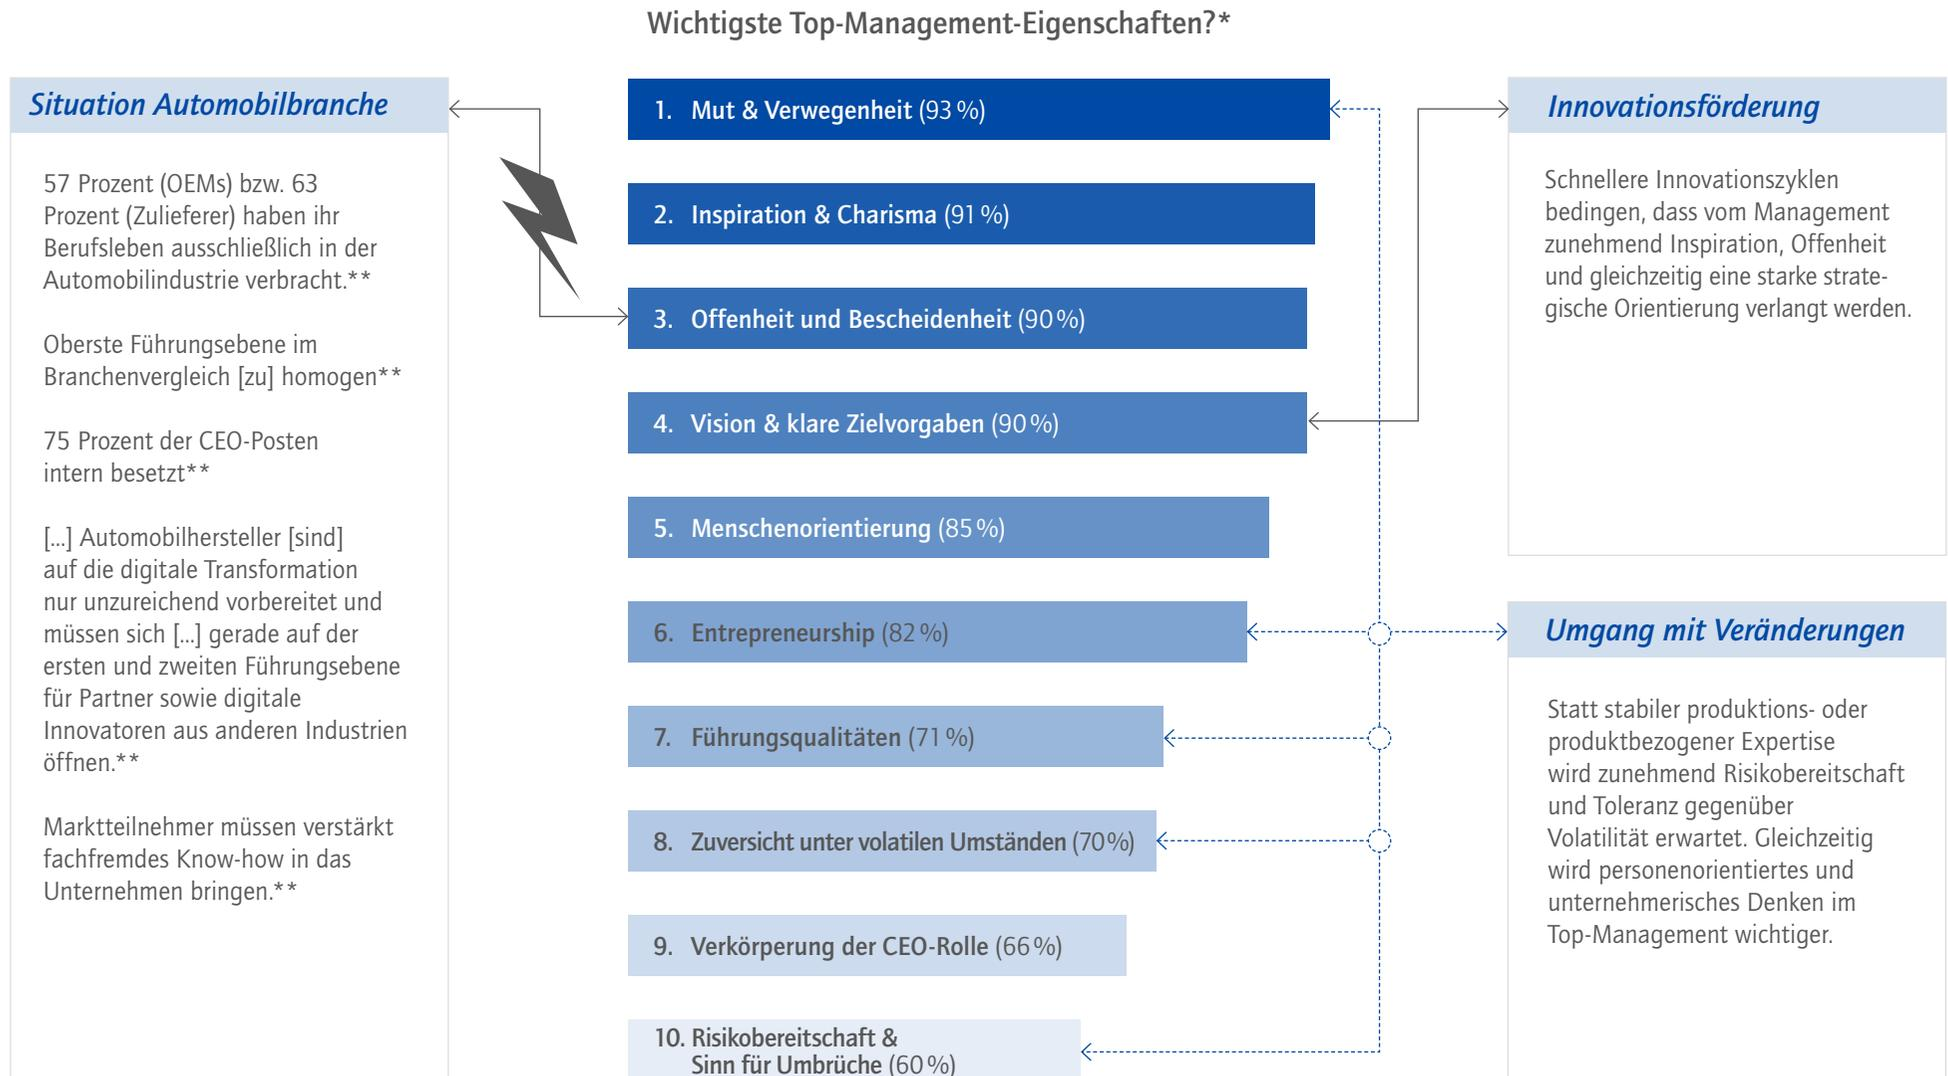 Wichtigste Top-Management-Eigenschaften?*
Situation Automobilbranche
57 Prozent (OEMs) bzw. 63
Prozent (Zulieferer) haben ihr
Berufsleben ausschließlich in der
Automobilindustrie verbracht.**
Oberste Führungsebene im
Branchenvergleich [zu] homogen**
75 Prozent der CEO-Posten
intern besetzt**
[...] Automobilhersteller [sind]
auf die digitale Transformation
nur unzureichend vorbereitet und
müssen sich [...] gerade auf der
ersten und zweiten Führungsebene
für Partner sowie digitale
Innovatoren aus anderen Industrien
öffnen.**
Marktteilnehmer müssen verstärkt
fachfremdes Know-how in das
Unternehmen bringen.**
1. Mut & Verwegenheit (93 %)
2. Inspiration & Charisma (91 %)
3. Offenheit und Bescheidenheit (90 %)
4. Vision & klare Zielvorgaben (90 %)
5. Menschenorientierung (85 %)
6. Entrepreneurship (82 %)
7. Führungsqualitäten (71 %)
8. Zuversicht unter volatilen Umständen (70%)
9. Verkörperung der CEO-Rolle (66 %)
10. Risikobereitschaft &
Sinn für Umbrüche (60 %)
Innovationsförderung
Schnellere Innovationszyklen
bedingen, dass vom Management
zunehmend Inspiration, Offenheit
und gleichzeitig eine starke strate-
gische Orientierung verlangt werden.
Umgang mit Veränderungen
Statt stabiler produktions- oder
produktbezogener Expertise
wird zunehmend Risikobereitschaft
und Toleranz gegenüber
Volatilität erwartet. Gleichzeitig
wird personenorientiertes und
unternehmerisches Denken im
Top-Management wichtiger.